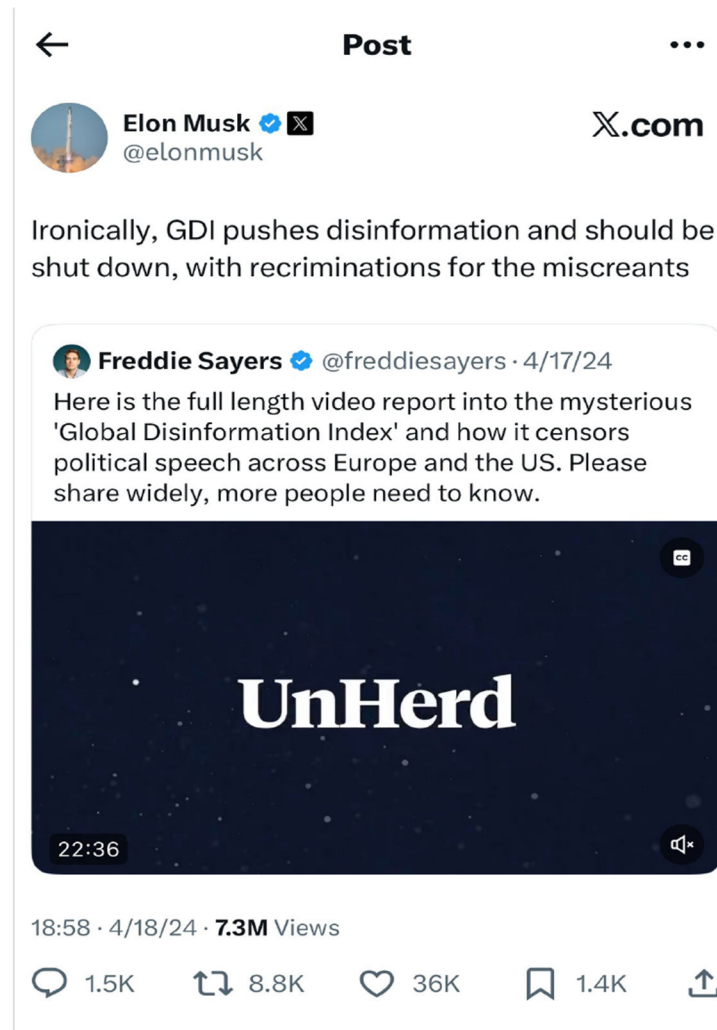 Post
Elon Musk
@elonmusk
X.com
Ironically, GDI pushes disinformation and should be
shut down, with recriminations for the miscreants
Freddie Sayers @freddiesayers · 4/17/24
Here is the full length video report into the mysterious
'Global Disinformation Index' and how it censors
political speech across Europe and the US. Please
share widely, more people need to know.
CC
UnHerd
22:36
18:58 · 4/18/24 · 7.3M Views
1.5K 8.8K 36K 1.4K